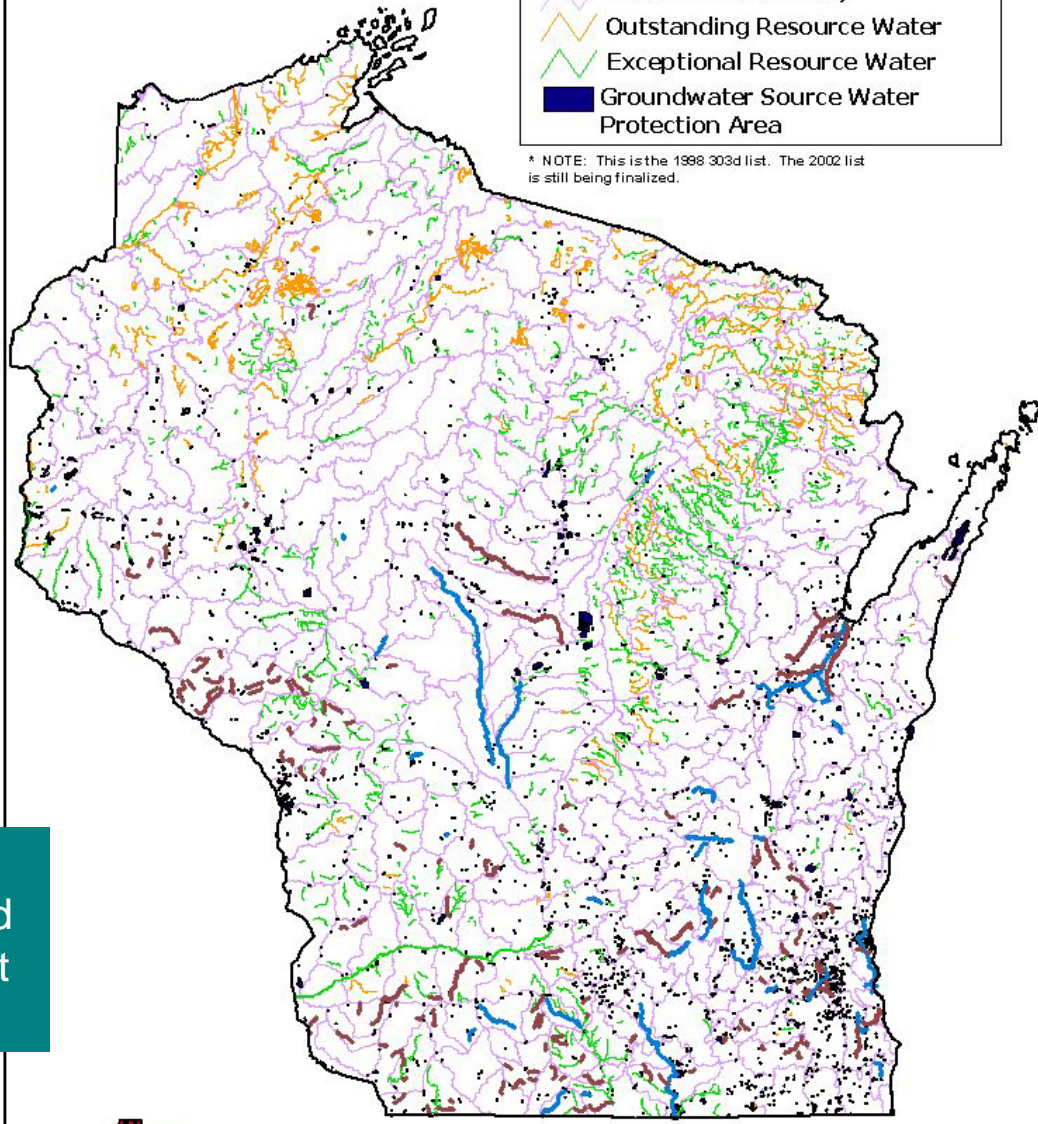 Outstanding Resource Water
Exceptional Resource Water
Groundwater Source Water
Protection Area
* NOTE: This is the 1998 303d list. The 2002 list
is still being finalized.